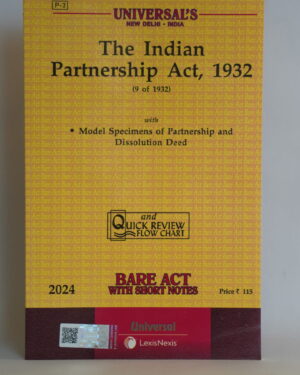 P-2
UNIVERSAL'S
NEW DELHI - INDIA
The Indian
Partnership Act, 1932
(9 of 1932)
with
• Model Specimens of Partnership and
Dissolution Deed
and
QUICK REVIEW
FLOW CHART
BARE ACT
WITH SHORT NOTES
2024
Price ₹ 115
Universal
LexisNexis